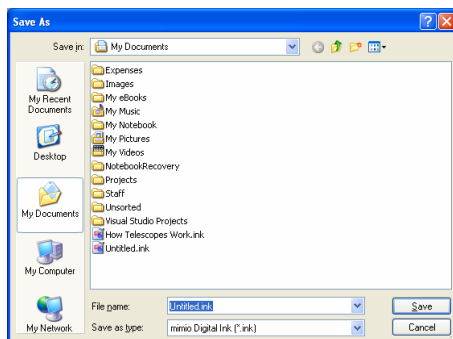 Save As
Save in:
My Documents
My Recent
Documents
Desktop
My Documents
My Computer
My Network
Expenses
Images
My eBooks
My Music
My Notebook
My Pictures
My Videos
NotebookRecovery
Projects
Staff
Unsorted
Visual Studio Projects
How Telescopes Work.ink
Untitled.ink
File name:
Untitled.ink
Save
Save as type:
mimio Digital Ink (*.ink)
Cancel